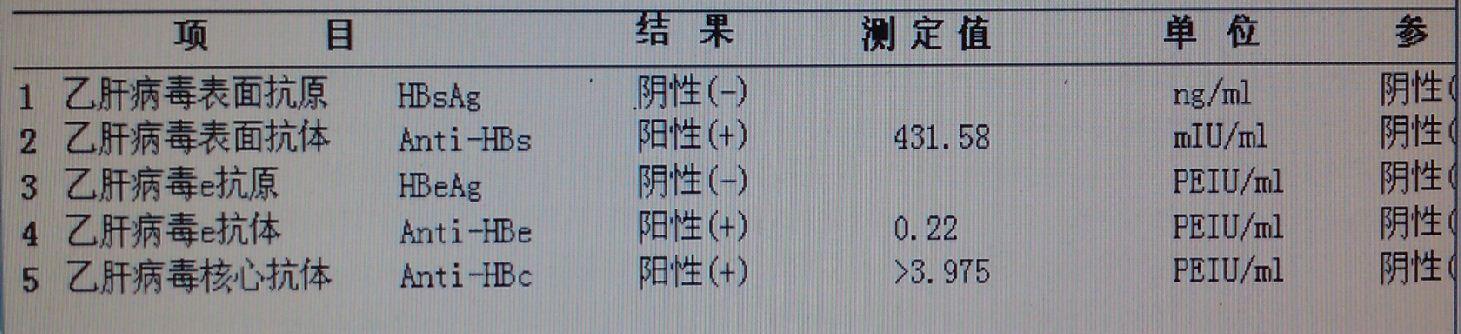 项 目 结 果 测 定 值 单 位 参
1 乙肝病毒表面抗原 HBsAg 阴性(-) ng/ml 阴性(
2 乙肝病毒表面抗体 Anti-HBs 阳性(+) 431.58 mIU/ml 阴性(
3 乙肝病毒e抗原 HBeAg 阴性(-) PEIU/ml 阴性(
4 乙肝病毒e抗体 Anti-HBe 阳性(+) 0.22 PEIU/ml 阴性(
5 乙肝病毒核心抗体 Anti-HBc 阳性(+) >3.975 PEIU/ml 阴性(